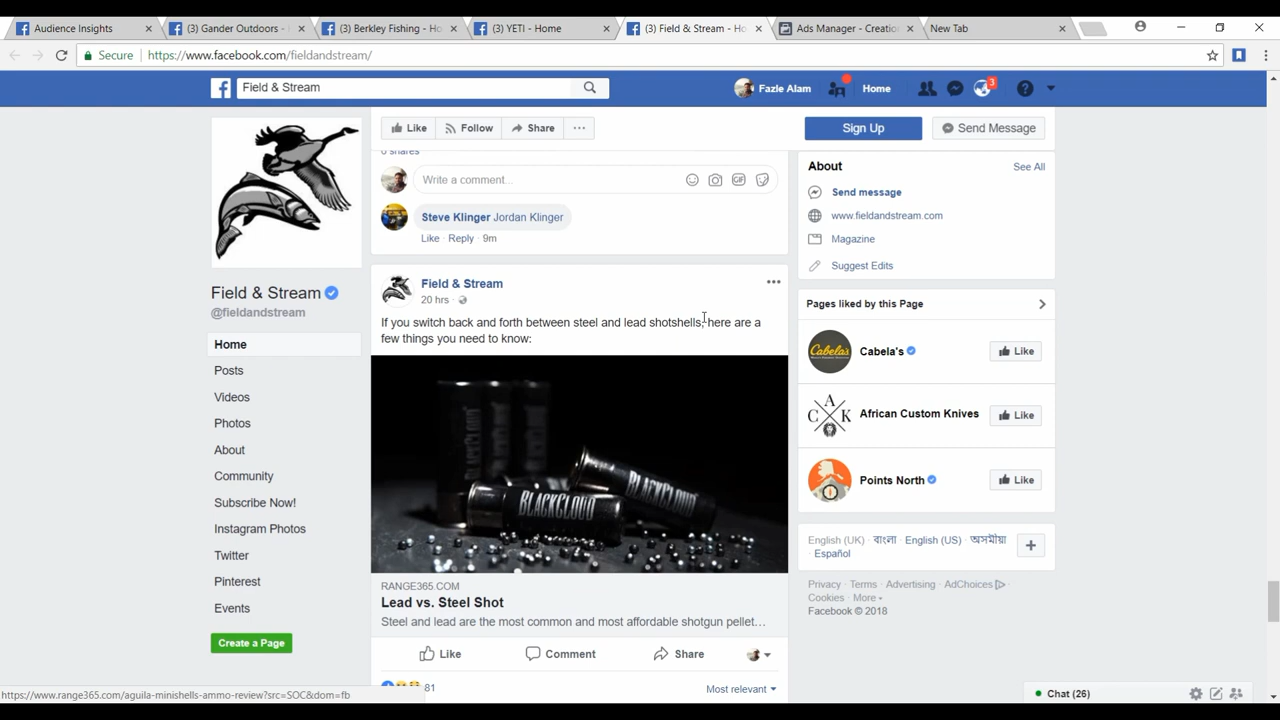 Audience Insights
(3) Gander Outdoors -
(3) Berkley Fishing - Ho
(3) YETI - Home
(3) Field & Stream - Ho
Ads Manager - Creation
New Tab
Secure
https://www.facebook.com/fieldandstream/
Field & Stream
Fazle Alam
Home
3
Like
Follow
Share
Sign Up
Send Message
Write a comment...
GIF
Steve Klinger Jordan Klinger
Like · Reply · 9m
Field & Stream
@fieldandstream
Home
Posts
Videos
Photos
About
Community
Subscribe Now!
Instagram Photos
Twitter
Pinterest
Events
Create a Page
Field & Stream
20 hrs ·
If you switch back and forth between steel and lead shotshells, here are a
few things you need to know:
BLACKCLOUD
BLACKCLOUD
RANGE365.COM
Lead vs. Steel Shot
Steel and lead are the most common and most affordable shotgun pellet…
Like
Comment
Share
81
Most relevant
About
See All
Send message
www.fieldandstream.com
Magazine
Suggest Edits
Pages liked by this Page
Cabela's
Cabela's
Like
A
C K
African Custom Knives
Like
Points North
Like
English (UK) · বাংলা · English (US) · অসমীয়া ·
Español
Privacy · Terms · Advertising · AdChoices ·
Cookies · More
Facebook © 2018
https://www.range365.com/aguila-minishells-ammo-review?src=SOC&dom=fb
Chat (26)